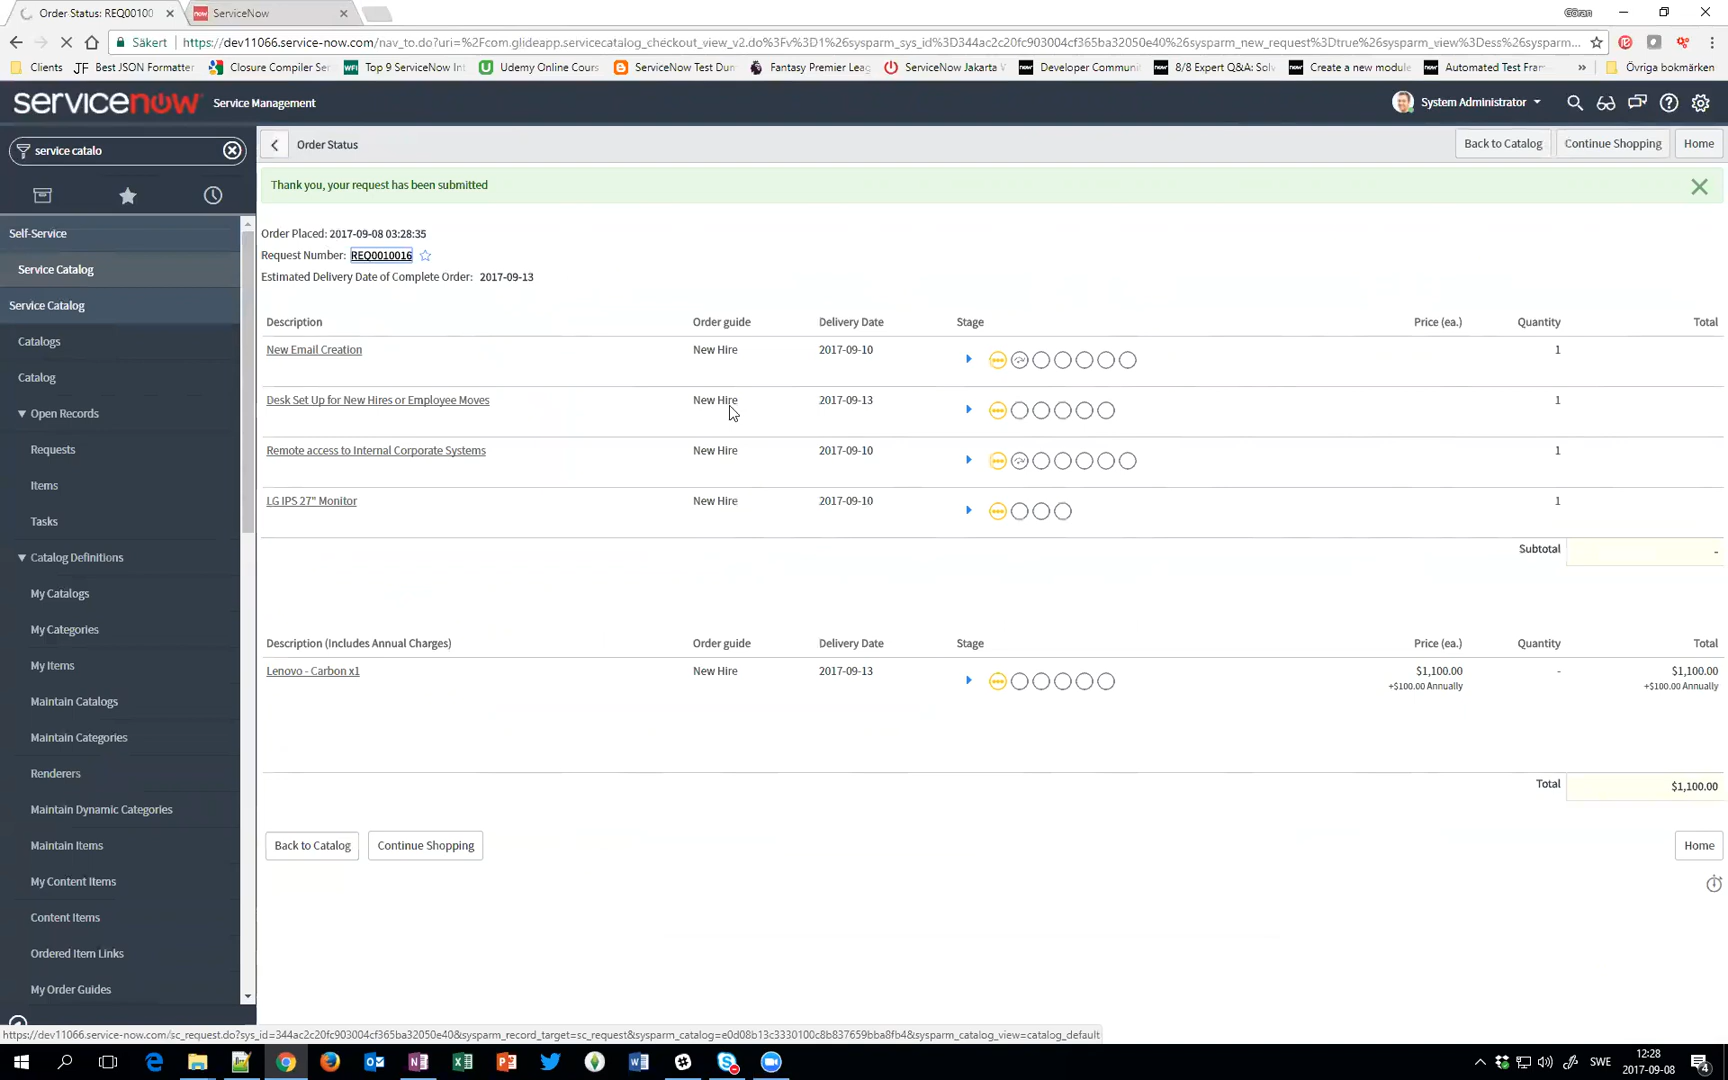 Order Status: REQ00100
ServiceNow
Göran
Säkert
https://dev11066.service-now.com/nav_to.do?uri=%2Fcom.glideapp.servicecatalog_checkout_view_v2.do%3Fv%3D1%26sysparm_sys_id%3D344ac2c20fc903004cf365ba32050e40%26sysparm_new_request%3Dtrue%26sysparm_view%3Dess%26sysparm...
Clients
Best JSON Formatter
Closure Compiler Ser
Top 9 ServiceNow Int
Udemy Online Cours
ServiceNow Test Dum
Fantasy Premier Leag
ServiceNow Jakarta
Developer Communi
8/8 Expert Q&A: Sol
Create a new module
Automated Test Fram
»
Övriga bokmärken
servicenow
Service Management
System Administrator
service catalo
Order Status
Back to Catalog
Continue Shopping
Home
Thank you, your request has been submitted
Order Placed: 2017-09-08 03:28:35
Request Number: REQ0010016
Estimated Delivery Date of Complete Order: 2017-09-13
Self-Service
Service Catalog
Service Catalog
Catalogs
Catalog
Open Records
Requests
Items
Tasks
Catalog Definitions
My Catalogs
My Categories
My Items
Maintain Catalogs
Maintain Categories
Renderers
Maintain Dynamic Categories
Maintain Items
My Content Items
Content Items
Ordered Item Links
My Order Guides
Description Order guide Delivery Date Stage Price (ea.) Quantity Total
New Email Creation New Hire 2017-09-10 1
Desk Set Up for New Hires or Employee Moves New Hire 2017-09-13 1
Remote access to Internal Corporate Systems New Hire 2017-09-10 1
LG IPS 27" Monitor New Hire 2017-09-10 1
Subtotal -
Description (Includes Annual Charges) Order guide Delivery Date Stage Price (ea.) Quantity Total
Lenovo - Carbon x1 New Hire 2017-09-13 $1,100.00 - $1,100.00
+$100.00 Annually +$100.00 Annually
Total $1,100.00
Back to Catalog
Continue Shopping
Home
https://dev11066.service-now.com/sc_request.do?sys_id=344ac2c20fc903004cf365ba32050e40&sysparm_record_target=sc_request&sysparm_catalog=e0d08b13c3330100c8b837659bba8fb4&sysparm_catalog_view=catalog_default
SWE
12:28
2017-09-08
4